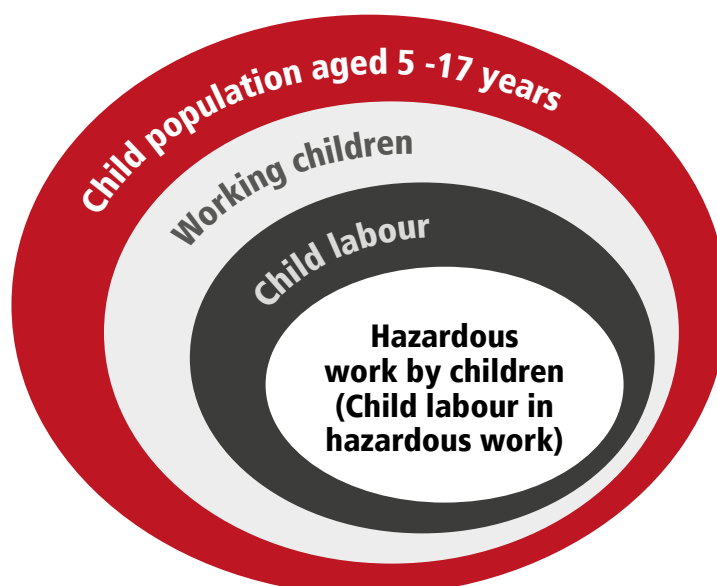 Child population aged 5 -17 years
Working children
Child labour
Hazardous
work by children
(Child labour in
hazardous work)